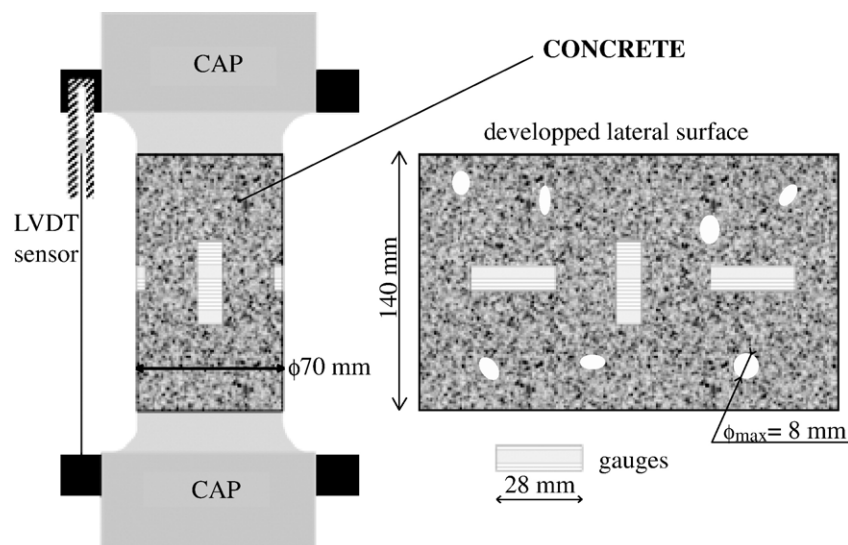 CAP
CONCRETE
developped lateral surface
LVDT
sensor
140 mm
ϕ70 mm
ϕmax= 8 mm
gauges
28 mm
CAP